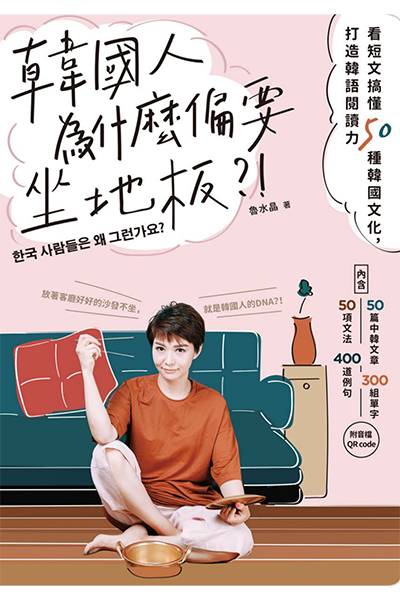 韓國人
為什麼偏要
坐地板?!
魯水晶 著
한국 사람들은 왜 그런가요?
看短文搞懂50種韓國文化,
打造韓語閱讀力
放著客廳好好的沙發不坐,
就是韓國人的DNA?!
內含
50篇中韓文章
300組單字
50項文法
400道例句
附音檔
QR code